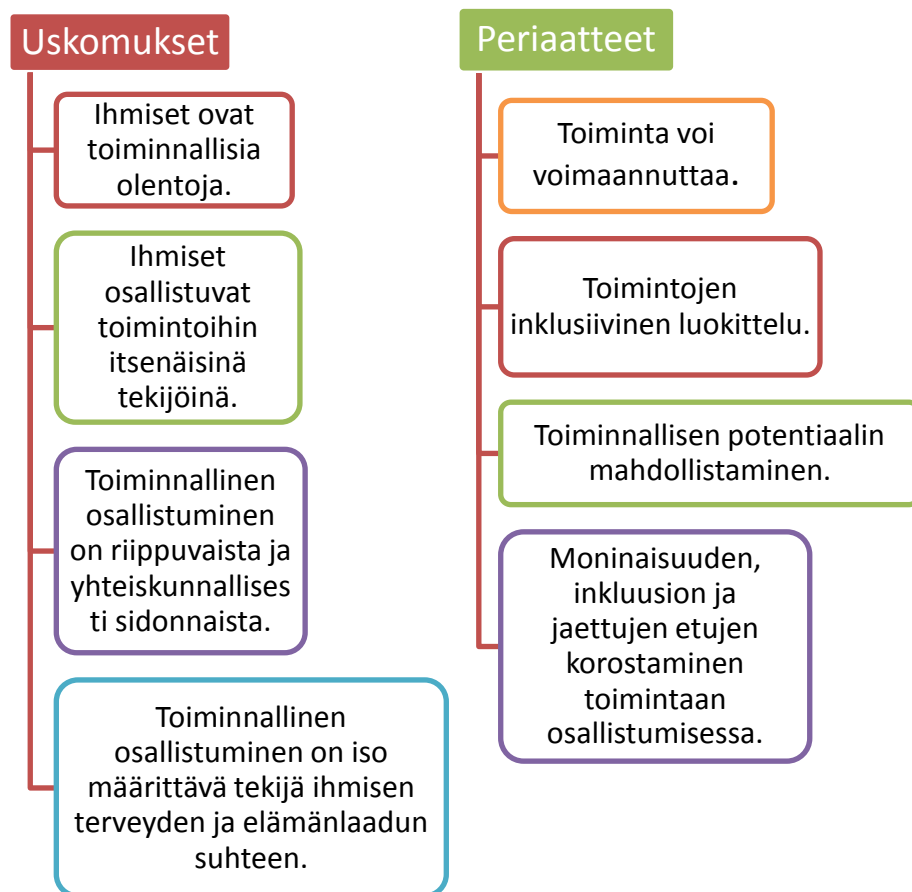 Uskomukset
Ihmiset ovat
toiminnallisia
olentoja.
Ihmiset
osallistuvat
toimintoihin
itsenäisinä
tekijöinä.
Toiminnallinen
osallistuminen
on riippuvaista ja
yhteiskunnallises
ti sidonnaista.
Toiminnallinen
osallistuminen on iso
määrittävä tekijä ihmisen
terveyden ja elämänlaadun
suhteen.
Periaatteet
Toiminta voi
voimaannuttaa.
Toimintojen
inklusiivinen luokittelu.
Toiminnallisen potentiaalin
mahdollistaminen.
Moninaisuuden,
inkluusion ja
jaettujen etujen
korostaminen
toimintaan
osallistumisessa.